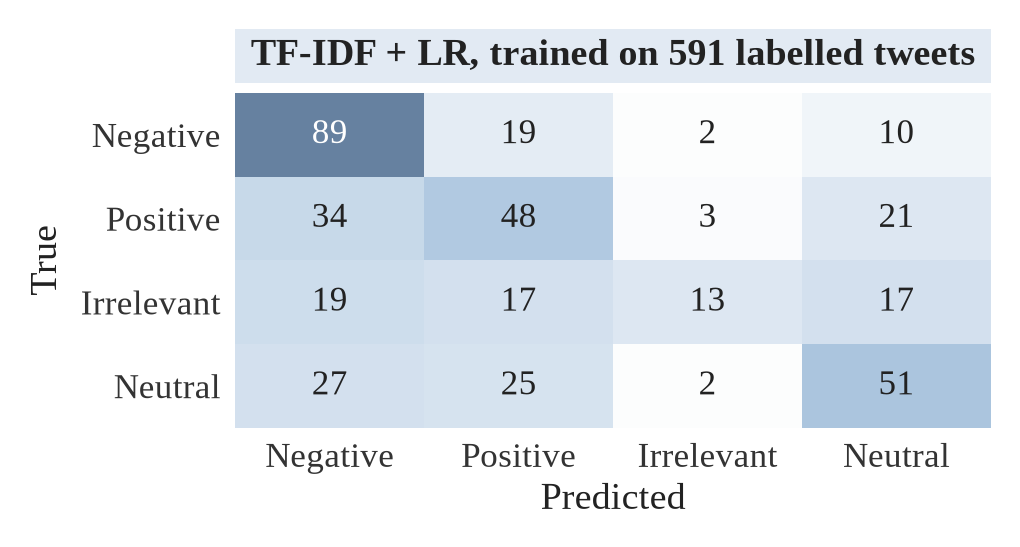 TF-IDF + LR, trained on 591 labelled tweets
True
Negative 89 19 2 10
Positive 34 48 3 21
Irrelevant 19 17 13 17
Neutral 27 25 2 51
Negative Positive Irrelevant Neutral
Predicted